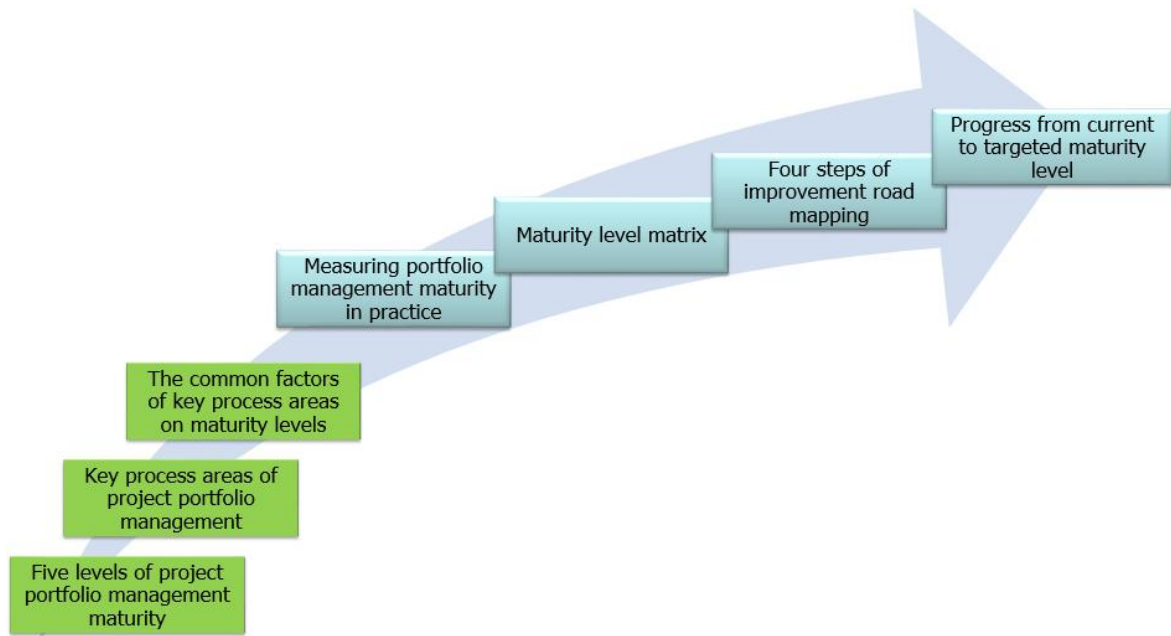 Progress from current
to targeted maturity
level
Four steps of
improvement road
mapping
Maturity level matrix
Measuring portfolio
management maturity
in practice
The common factors
of key process areas
on maturity levels
Key process areas of
project portfolio
management
Five levels of project
portfolio management
maturity